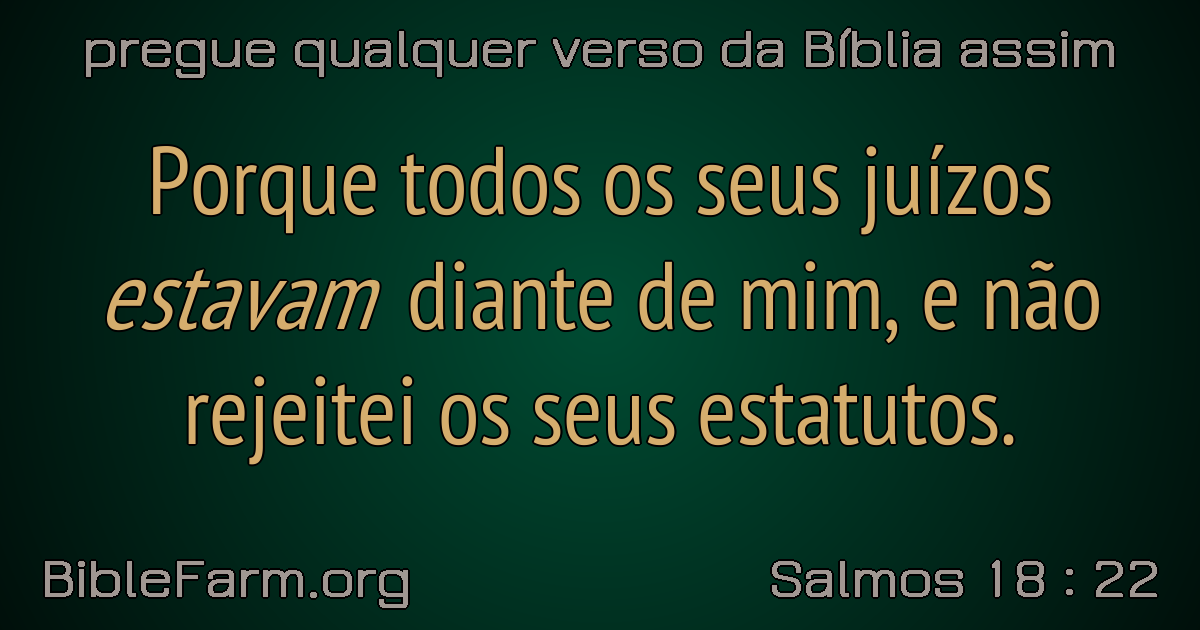 pregue qualquer verso da Bíblia assim
Porque todos os seus juízos
estavam diante de mim, e não
rejeitei os seus estatutos.
BibleFarm.org
Salmos 18 : 22